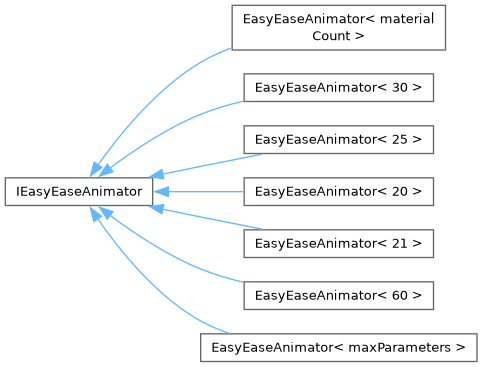 EasyEaseAnimator< material
Count >
EasyEaseAnimator< 30 >
EasyEaseAnimator< 25 >
IEasyEaseAnimator
EasyEaseAnimator< 20 >
EasyEaseAnimator< 21 >
EasyEaseAnimator< 60 >
EasyEaseAnimator< maxParameters >